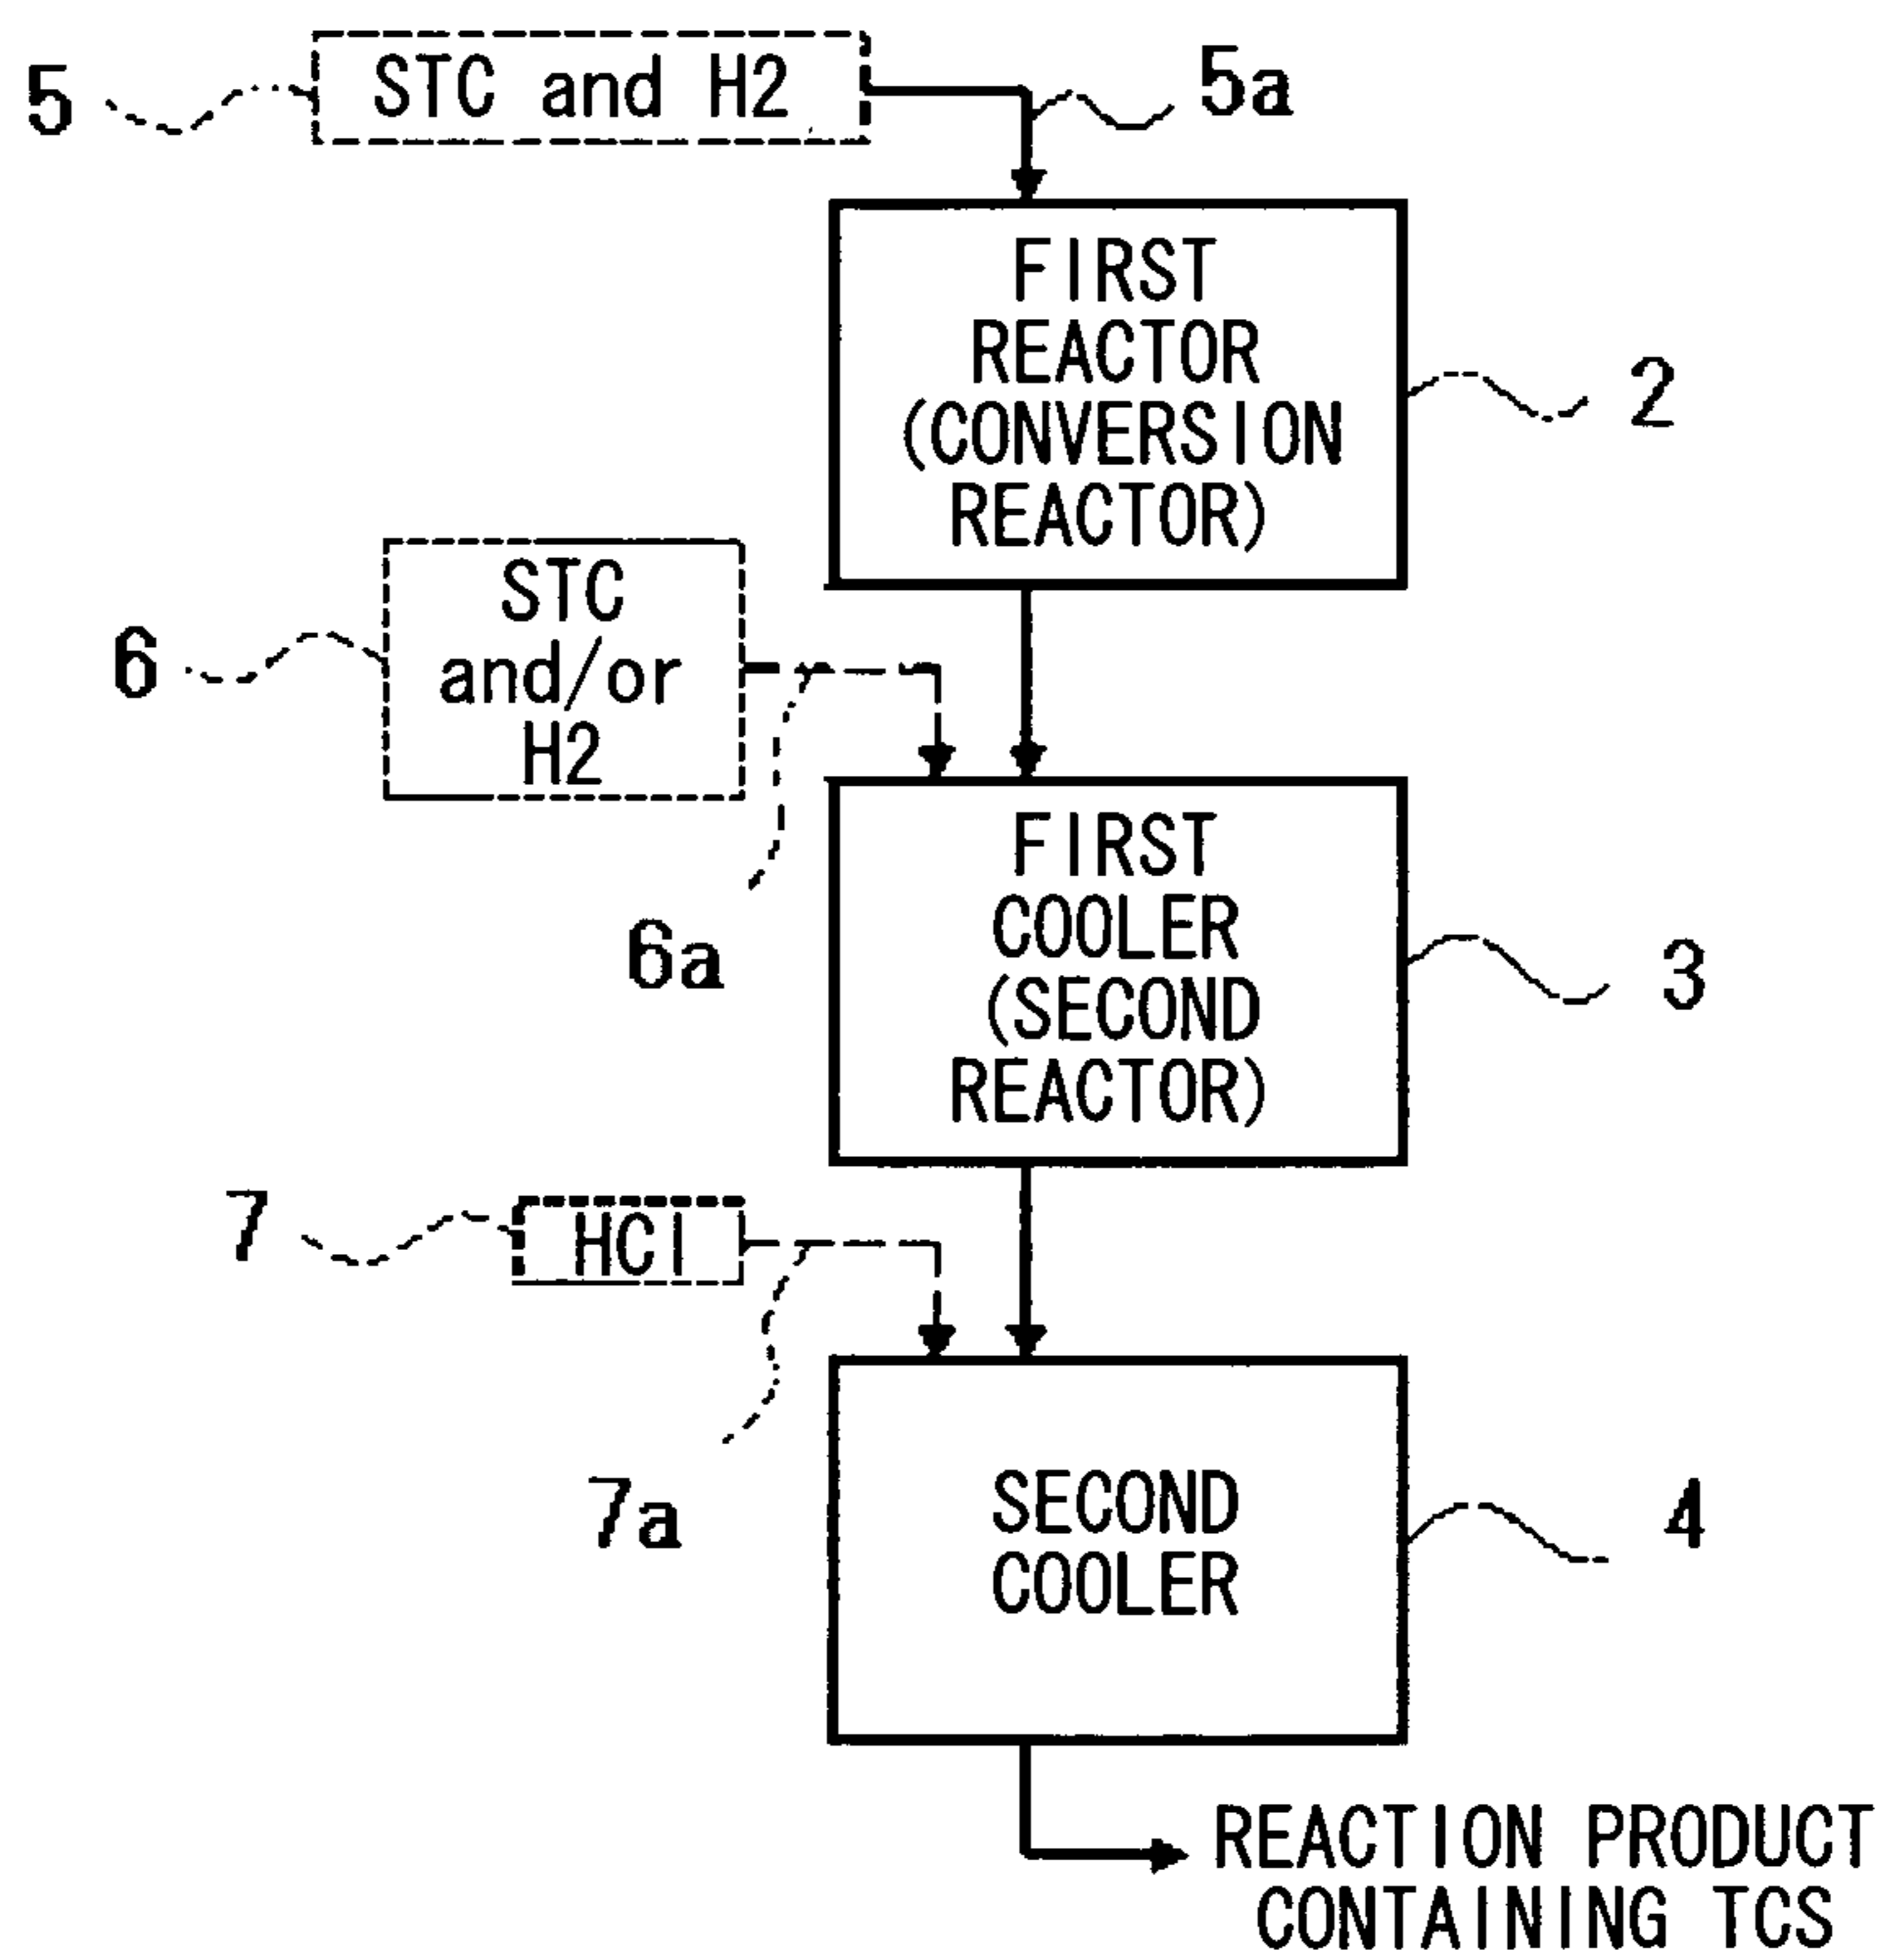 5
STC and H2
5a
FIRST
REACTOR
(CONVERSION
REACTOR)
2
6
STC
and/or
H2
6a
FIRST
COOLER
(SECOND
REACTOR)
3
7
HCl
7a
SECOND
COOLER
4
REACTION PRODUCT
CONTAINING TCS